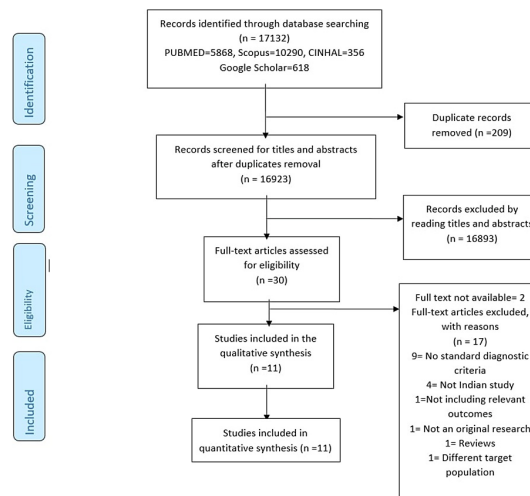 Records identified through database searching
(n = 17132)
PUBMED=5868, Scopus=10290, CINHAL=356
Google Scholar=618
Identification
Duplicate records
removed (n =209)
Records screened for titles and abstracts
after duplicates removal
(n = 16923)
Screening
Records excluded by
reading titles and abstracts
(n = 16893)
Full-text articles assessed
for eligibility
(n =30)
Eligibility
Full text not available= 2
Full-text articles excluded,
with reasons
(n = 17)
9= No standard diagnostic
criteria
4= Not Indian study
1=Not including relevant
outcomes
1= Not an original research
1= Reviews
1= Different target
population
Studies included in the
qualitative synthesis
(n =11)
Included
Studies included in
quantitative synthesis (n =11)